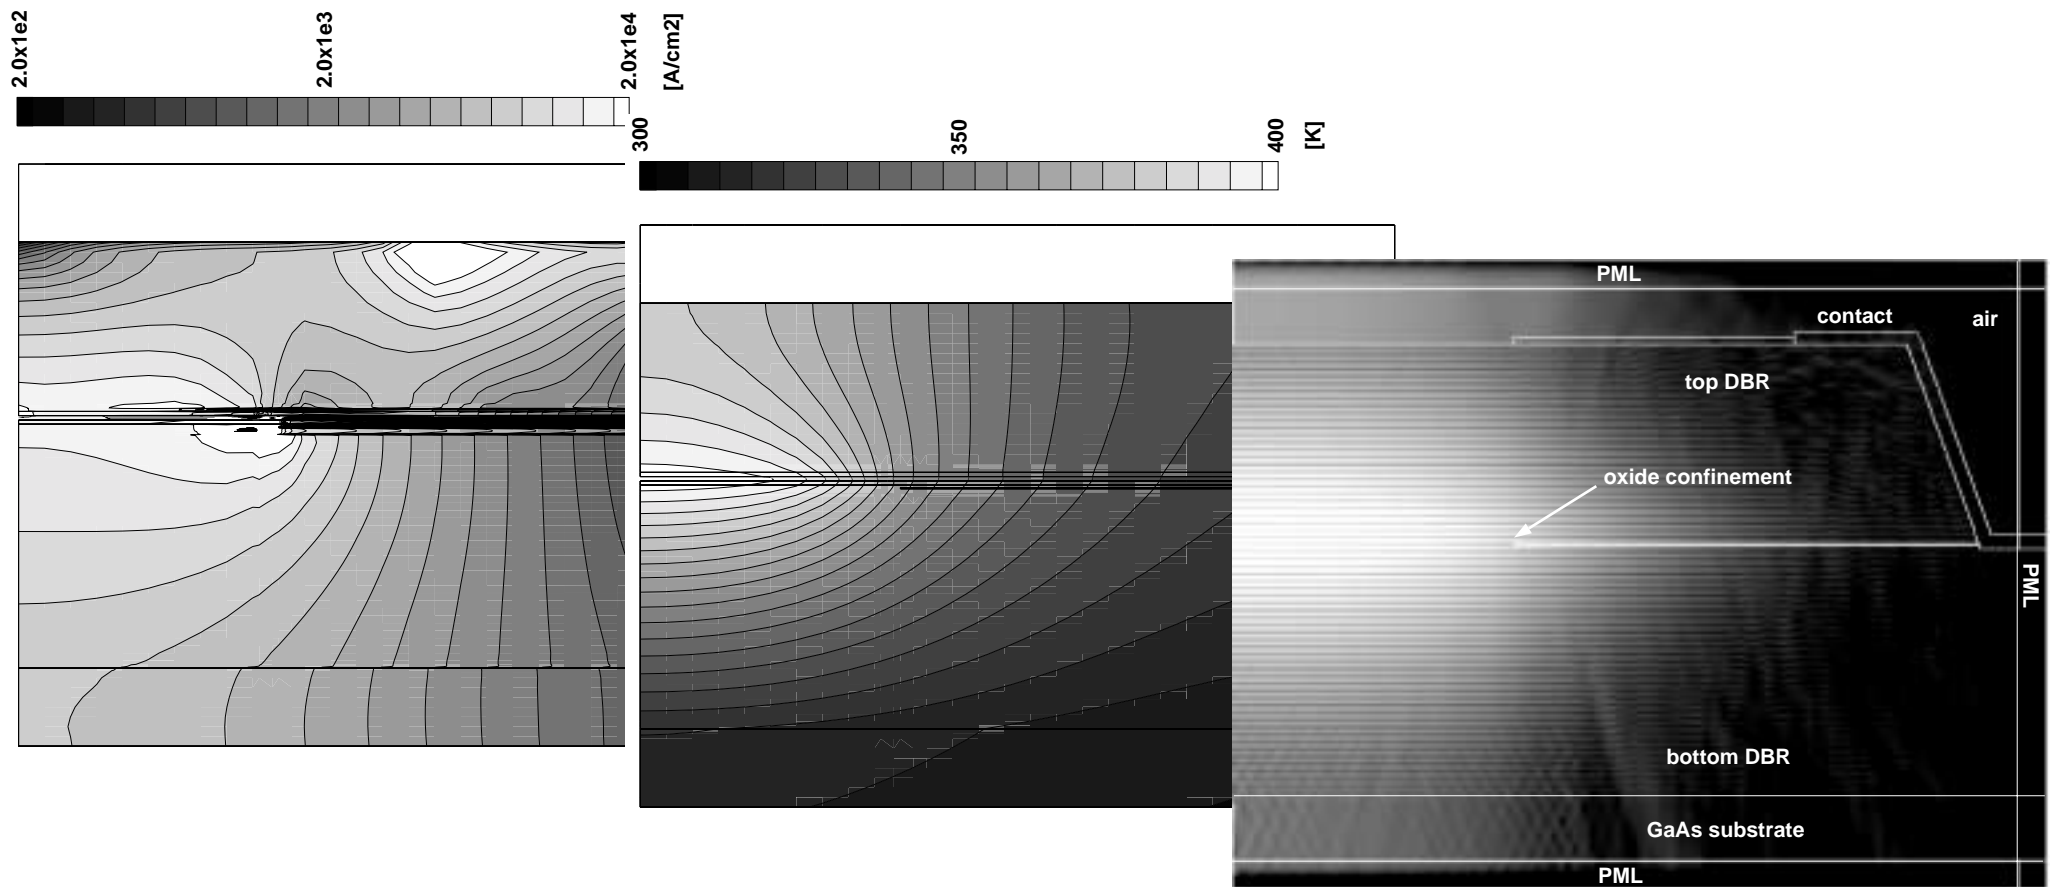 2.0x1e2
2.0x1e3
2.0x1e4
[A/cm2]
300
350
400
[K]
PML
contact
air
top DBR
oxide confinement
PML
bottom DBR
GaAs substrate
PML